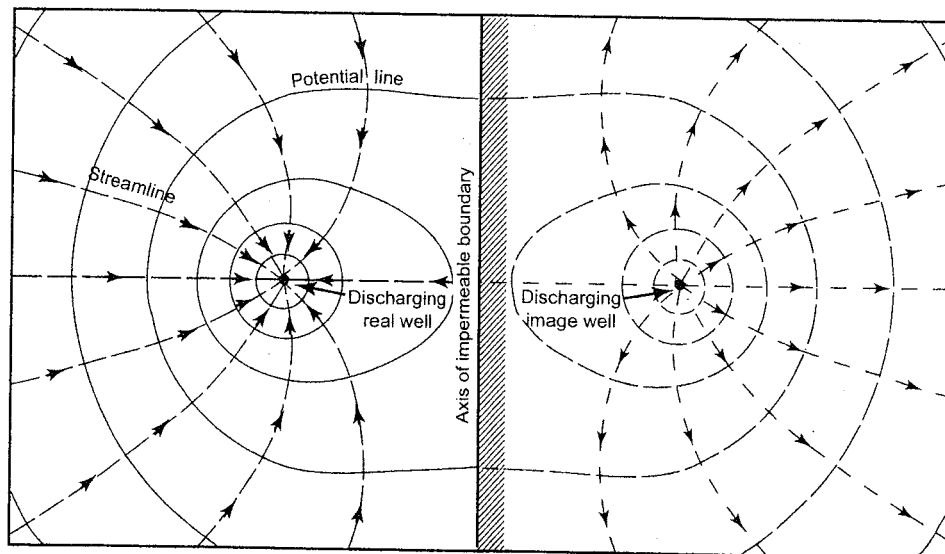 Potential line
Streamline
Discharging
real well
Axis of impermeable boundary
Discharging
image well